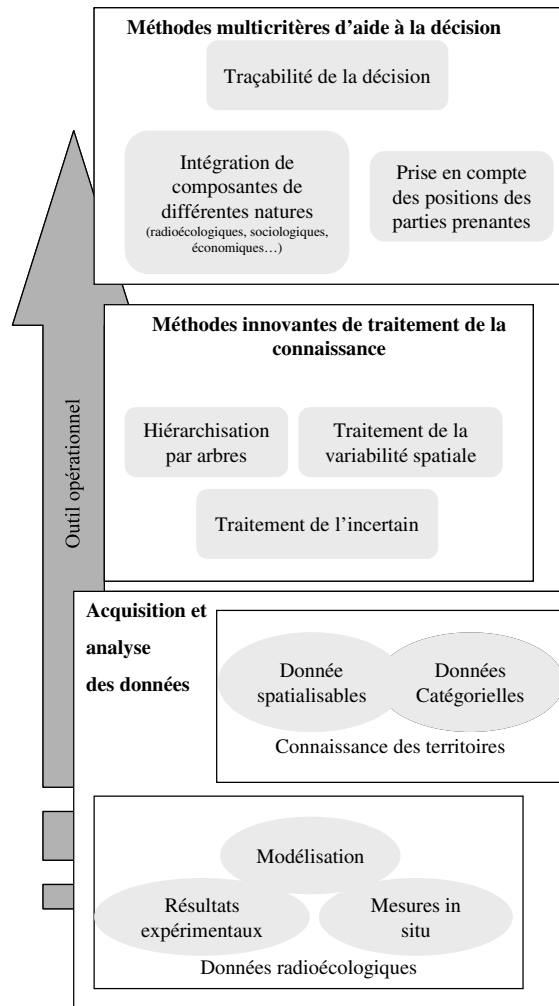 Méthodes multicritères d'aide à la décision
Traçabilité de la décision
Intégration de
composantes de
différentes natures
(radioécologiques, sociologiques,
économiques…)
Prise en compte
des positions des
parties prenantes
Méthodes innovantes de traitement de la
connaissance
Hiérarchisation
par arbres
Traitement de la
variabilité spatiale
Traitement de l'incertain
Outil opérationnel
Acquisition et
analyse
des données
Donnée
spatialisables
Données
Catégorielles
Connaissance des territoires
Modélisation
Résultats
expérimentaux
Mesures in
situ
Données radioécologiques